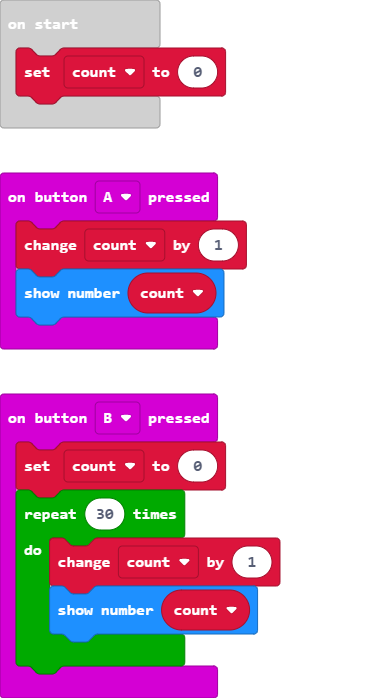 on start
set count to 0
on button A pressed
change count by 1
show number count
on button B pressed
set count to 0
repeat 30 times
do
change count by 1
show number count